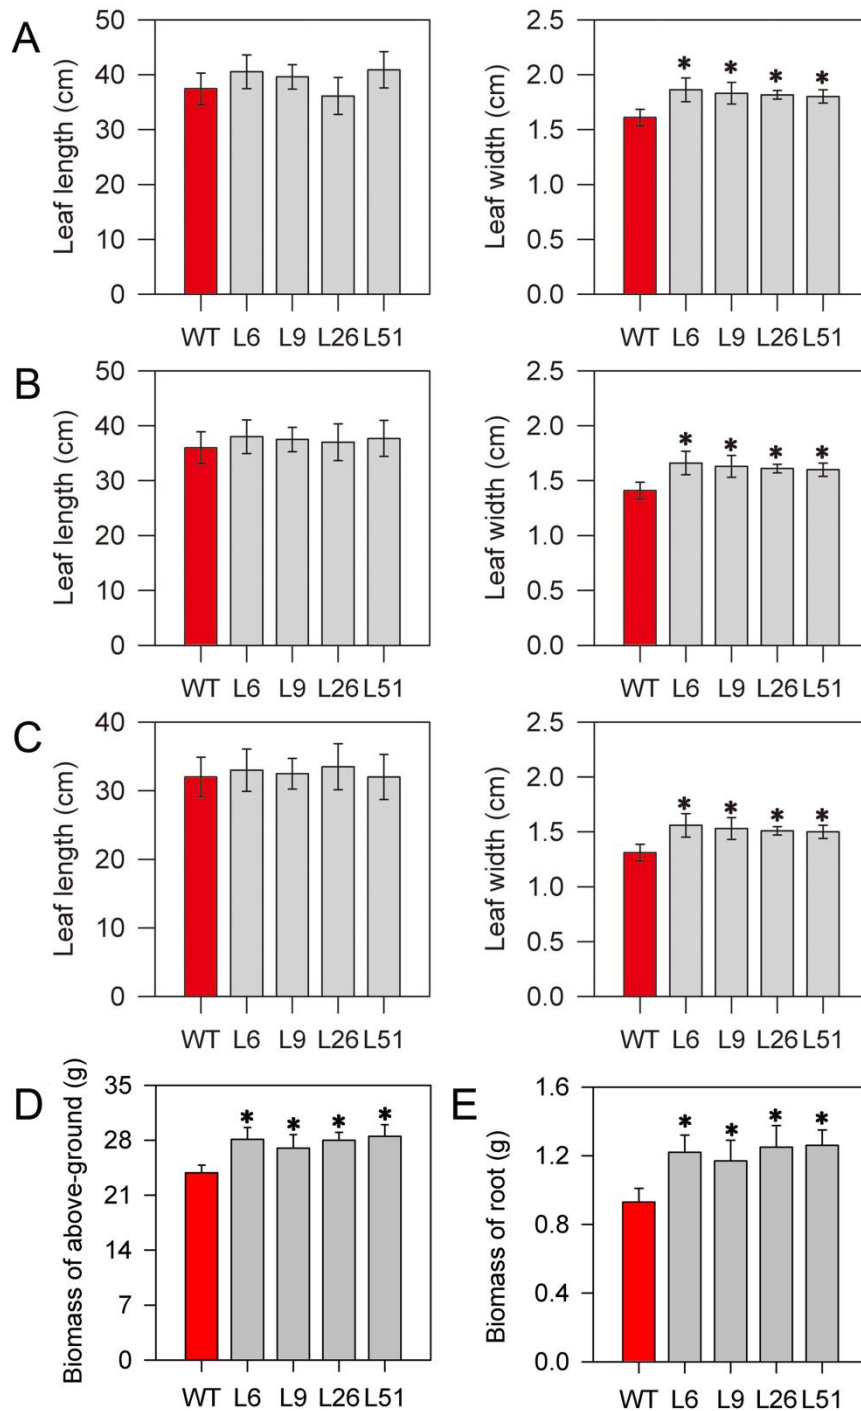 A
Leaf length (cm)
50
40
30
20
10
0
WT L6 L9 L26 L51
Leaf width (cm)
2.5
2.0
1.5
1.0
0.5
0.0
* * * *
WT L6 L9 L26 L51
B
Leaf length (cm)
50
40
30
20
10
0
WT L6 L9 L26 L51
Leaf width (cm)
2.5
2.0
1.5
1.0
0.5
0.0
* * * *
WT L6 L9 L26 L51
C
Leaf length (cm)
40
30
20
10
0
WT L6 L9 L26 L51
Leaf width (cm)
2.5
2.0
1.5
1.0
0.5
0.0
* * * *
WT L6 L9 L26 L51
D
Biomass of above-ground (g)
35
28
21
14
7
0
* * * *
WT L6 L9 L26 L51
E
Biomass of root (g)
1.6
1.2
0.8
0.4
0.0
* * * *
WT L6 L9 L26 L51